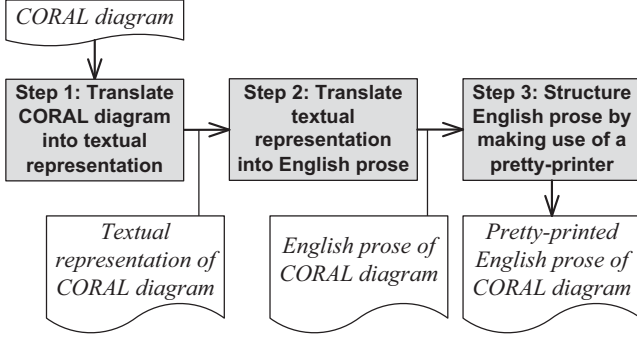 CORAL diagram
Step 1: Translate
CORAL diagram
into textual
representation
Step 2: Translate
textual
representation
into English prose
Step 3: Structure
English prose by
making use of a
pretty-printer
Textual
representation of
CORAL diagram
English prose of
CORAL diagram
Pretty-printed
English prose of
CORAL diagram